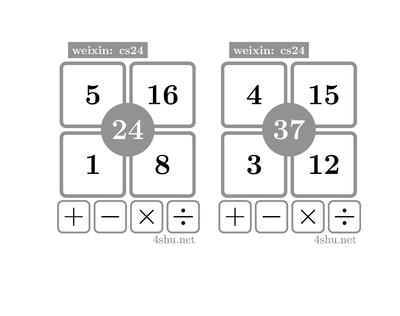 weixin: cs24
5 16
24
1 8
+ − × ÷
4shu.net
weixin: cs24
4 15
37
3 12
+ − × ÷
4shu.net